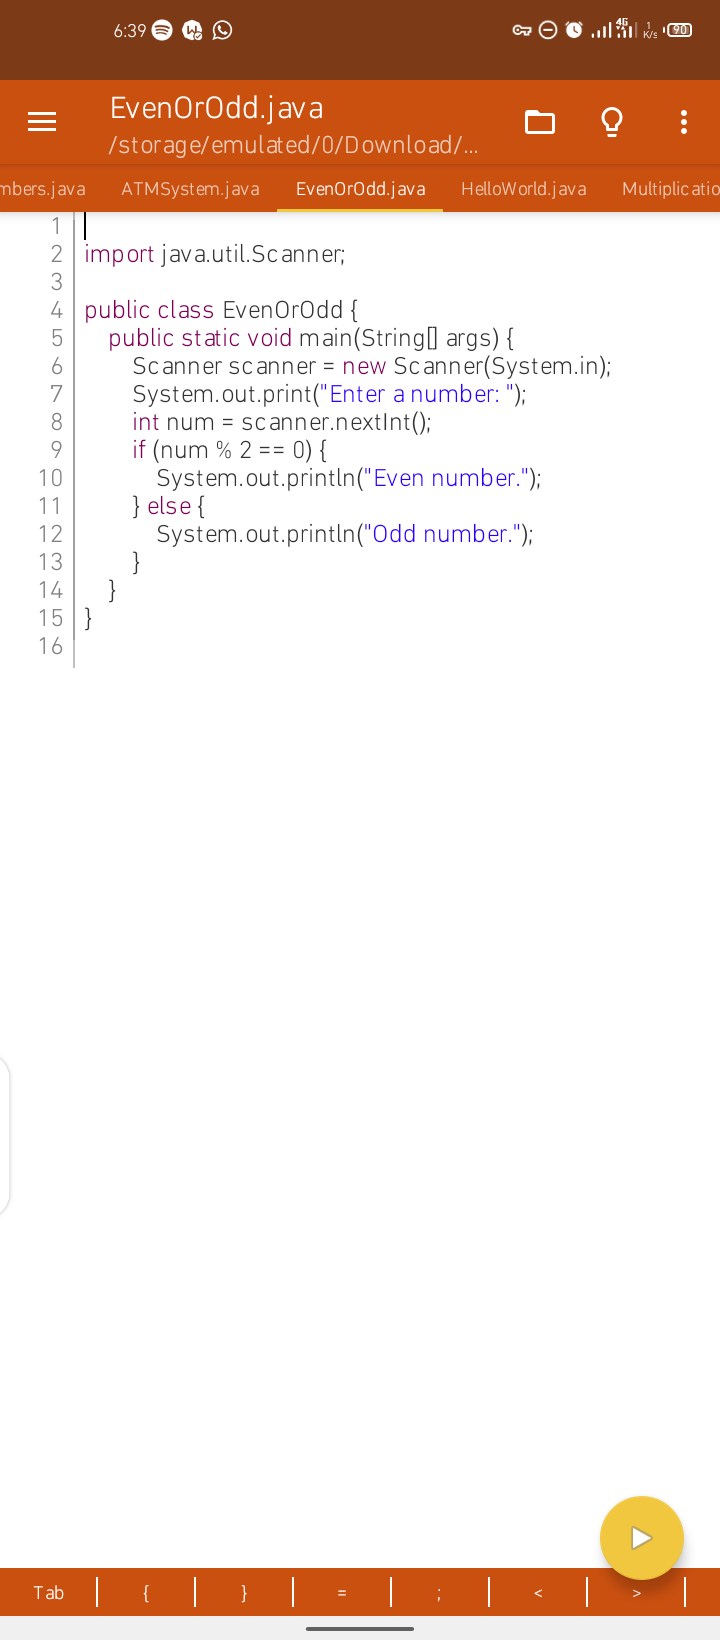 6:39
4G
1
K/s
90
EvenOrOdd.java
/storage/emulated/0/Download/...
mbers.java ATMSystem.java EvenOrOdd.java HelloWorld.java Multiplicatio
1
2 import java.util.Scanner;
3
4 public class EvenOrOdd {
5 public static void main(String[] args) {
6 Scanner scanner = new Scanner(System.in);
7 System.out.print("Enter a number: ");
8 int num = scanner.nextInt();
9 if (num % 2 == 0) {
10 System.out.println("Even number.");
11 } else {
12 System.out.println("Odd number.");
13 }
14 }
15 }
16
Tab { } = ; < >